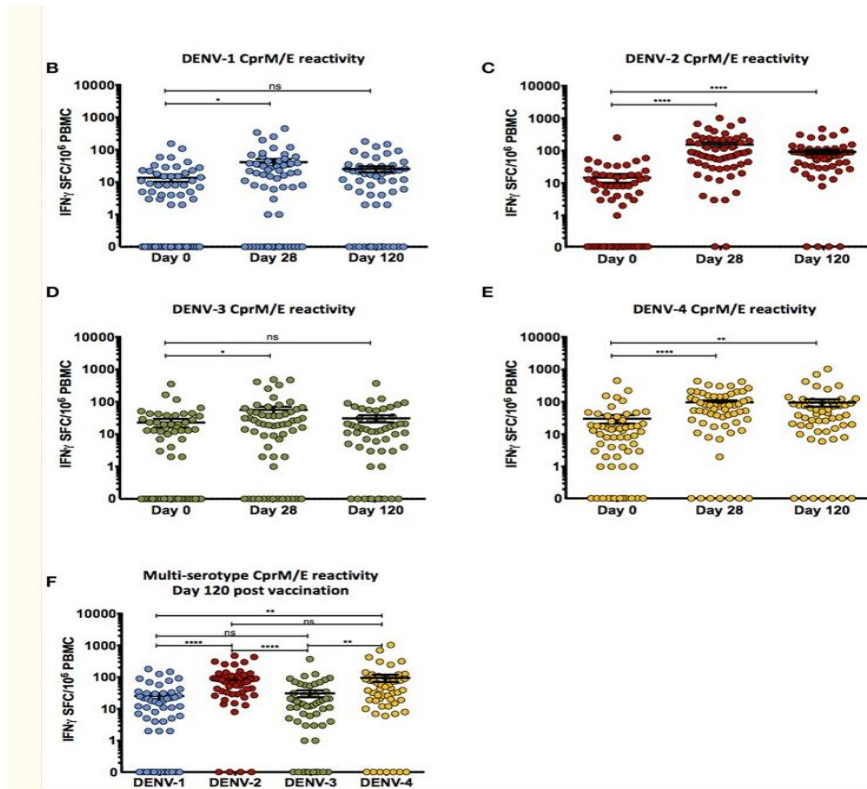 B
DENV-1 CprM/E reactivity
ns
*
IFNγ SFC/10⁶ PBMC
10000
1000
100
10
1
0
Day 0 Day 28 Day 120
C
DENV-2 CprM/E reactivity
****
****
IFNγ SFC/10⁶ PBMC
10000
1000
100
10
1
0
Day 0 Day 28 Day 120
D
DENV-3 CprM/E reactivity
ns
*
IFNγ SFC/10⁶ PBMC
10000
1000
100
10
1
0
Day 0 Day 28 Day 120
E
DENV-4 CprM/E reactivity
**
****
IFNγ SFC/10⁶ PBMC
10000
1000
100
10
1
0
Day 0 Day 28 Day 120
F
Multi-serotype CprM/E reactivity
Day 120 post vaccination
**
ns
ns
**** **** **
IFNγ SFC/10⁶ PBMC
10000
1000
100
10
1
0
DENV-1 DENV-2 DENV-3 DENV-4